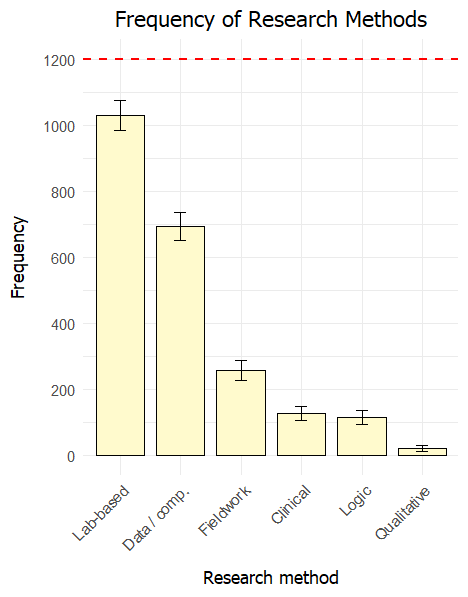 Frequency of Research Methods
1200
1000
800
600
400
200
0
Frequency
Lab-based
Data / comp.
Fieldwork
Clinical
Logic
Qualitative
Research method